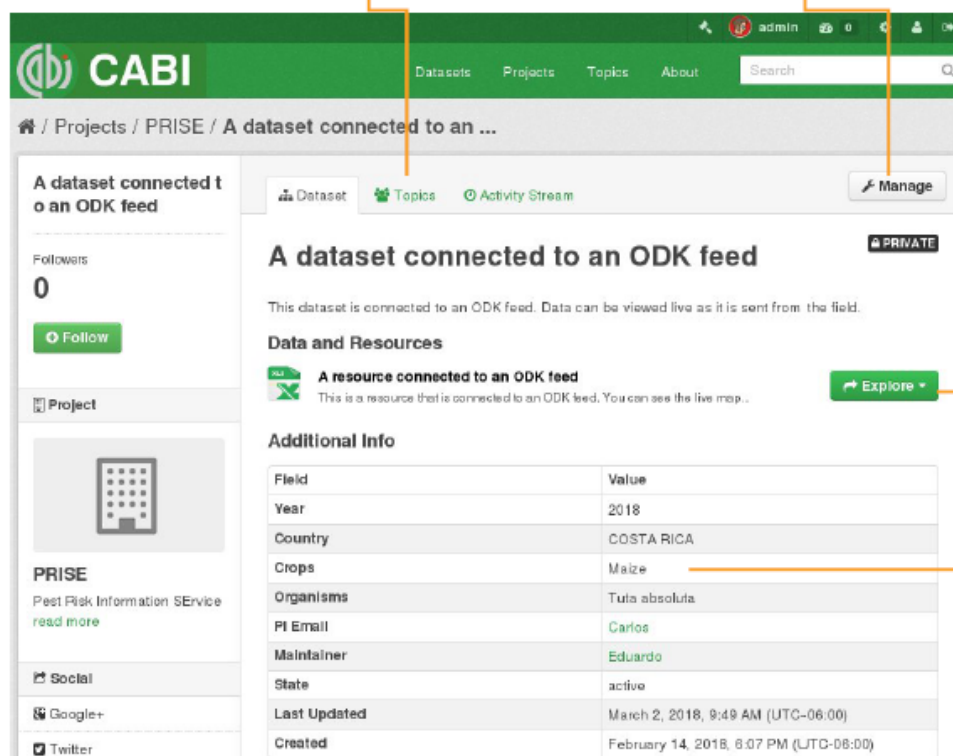 admin 0
CABI
Datasets Projects Topics About Search
/ Projects / PRISE / A dataset connected to an ...
A dataset connected t
o an ODK feed
Followers
0
Follow
Project
PRISE
Pest Risk Information SErvice
read more
Social
Google+
Twitter
Dataset Topics Activity Stream
Manage
PRIVATE
A dataset connected to an ODK feed
This dataset is connected to an ODK feed. Data can be viewed live as it is sent from the field.
Data and Resources
XLS
A resource connected to an ODK feed
This is a resource that is connected to an ODK feed. You can see the live map..
Explore
Additional Info
Field Value
Year 2018
Country COSTA RICA
Crops Maize
Organisms Tuta absoluta
PI Email Carlos
Maintainer Eduardo
State active
Last Updated March 2, 2018, 9:49 AM (UTC-06:00)
Created February 14, 2018, 6:07 PM (UTC-06:00)